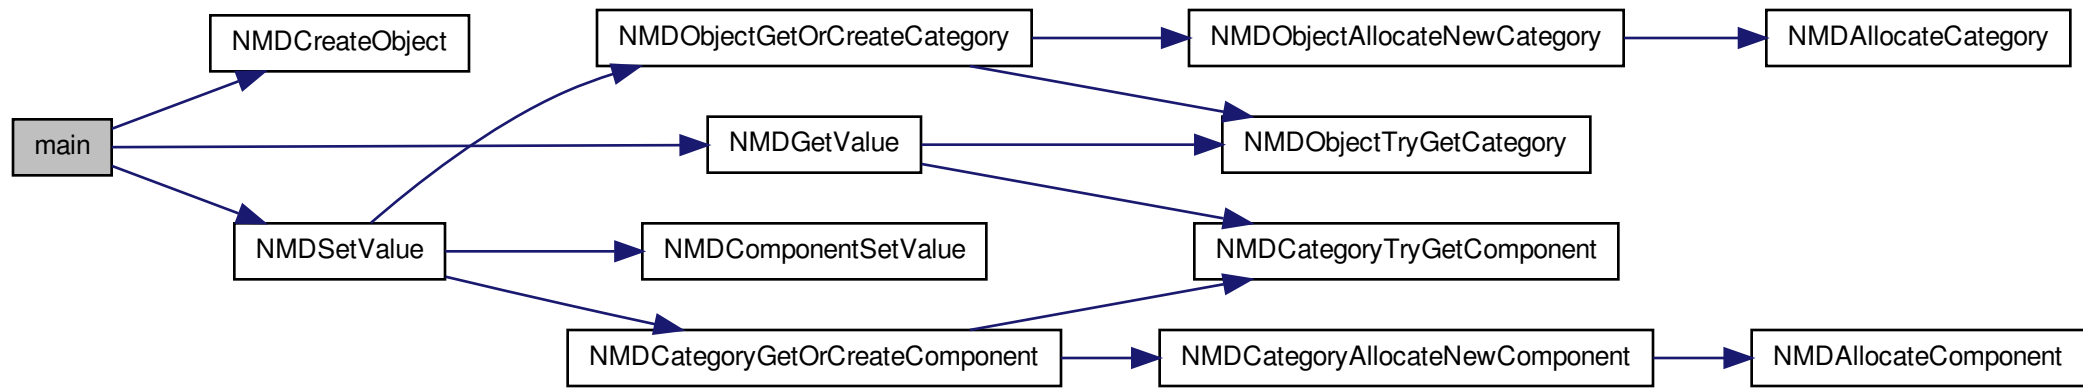 main
NMDCreateObject
NMDSetValue
NMDObjectGetOrCreateCategory
NMDGetValue
NMDComponentSetValue
NMDCategoryGetOrCreateComponent
NMDObjectAllocateNewCategory
NMDObjectTryGetCategory
NMDCategoryTryGetComponent
NMDCategoryAllocateNewComponent
NMDAllocateCategory
NMDAllocateComponent